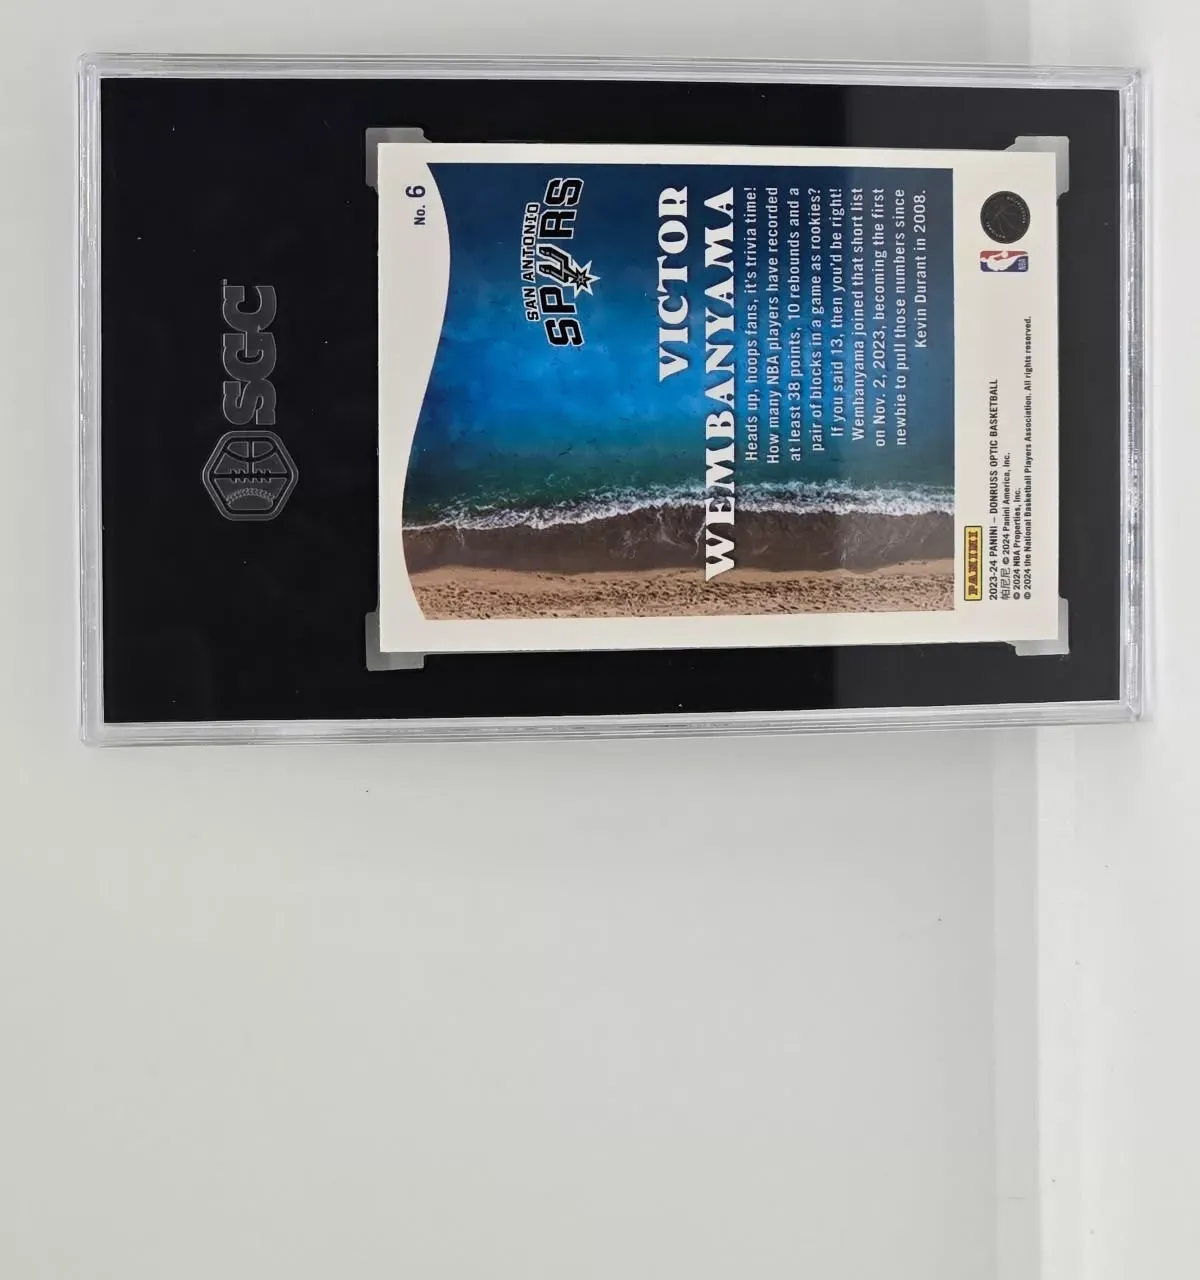 SGC
No. 6
SAN ANTONIO
SPURS
VICTOR
WEMBANYAMA
Heads up, hoops fans, it's trivia time!
How many NBA players have recorded
at least 38 points, 10 rebounds and a
pair of blocks in a game as rookies?
If you said 13, then you'd be right!
Wembanyama joined that short list
on Nov. 2, 2023, becoming the first
newbie to pull those numbers since
Kevin Durant in 2008.
PANINI
NBA
2023-24 PANINI – DONRUSS OPTIC BASKETBALL
帕尼尼 © 2024 Panini America, Inc.
© 2024 NBA Properties, Inc.
© 2024 the National Basketball Players Association. All rights reserved.